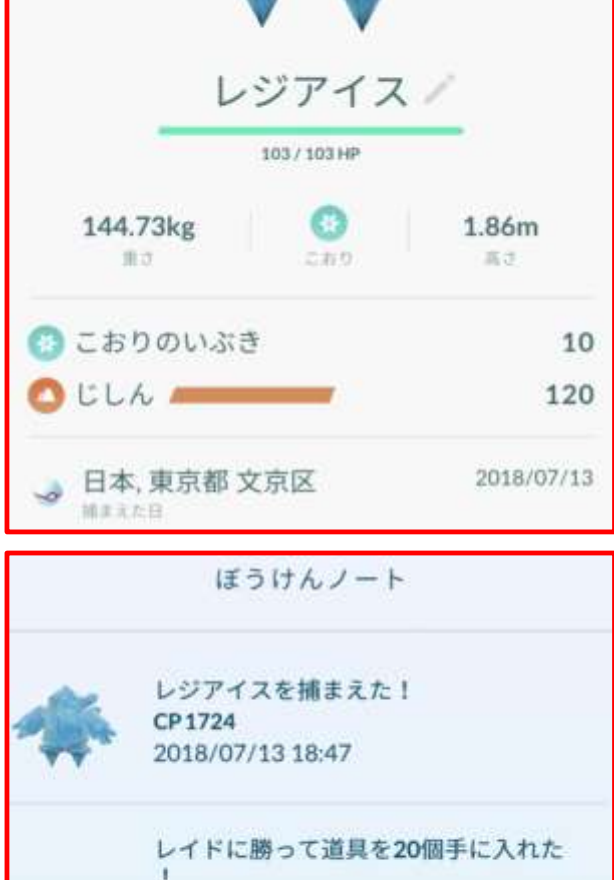 レジアイス
103 / 103 HP
144.73kg
重さ
こおり
1.86m
高さ
こおりのいぶき 10
じしん 120
日本, 東京都 文京区 2018/07/13
捕まえた日
ぼうけんノート
レジアイスを捕まえた！
CP1724
2018/07/13 18:47
レイドに勝って道具を20個手に入れた
！